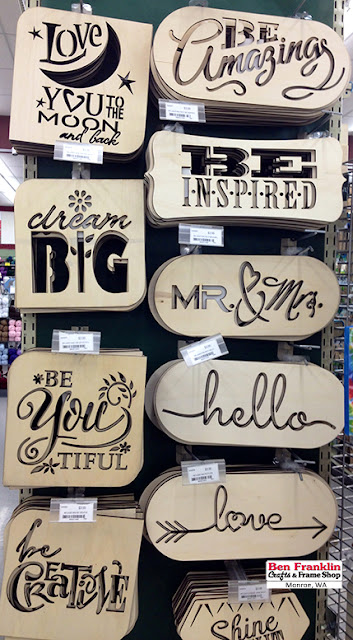 Love
YOU TO THE
MOON
and back
dream
BIG
BE
You
TIFUL
be
CREATIVE
BE
Amazing
BE
INSPIRED
MR. & Mrs.
hello
love
Shine
Ben Franklin
Crafts & Frame Shop
Monroe, WA